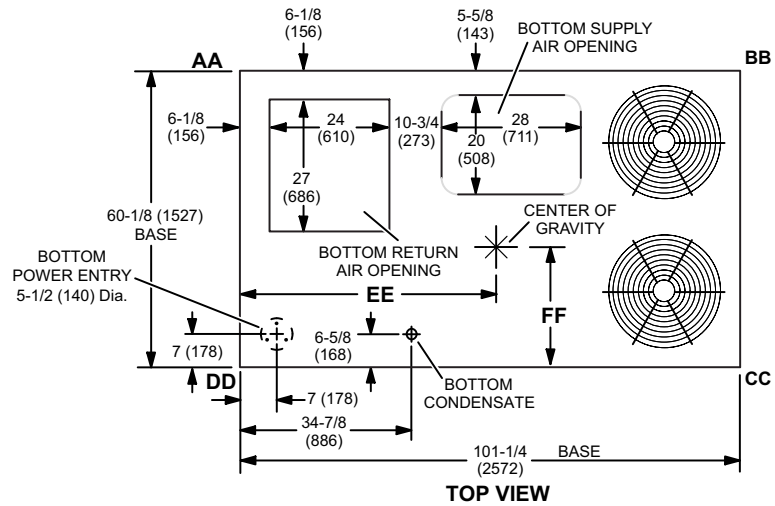 6-1/8
(156)
5-5/8
(143)
BOTTOM SUPPLY
AIR OPENING
AA
BB
6-1/8
(156)
24
(610)
10-3/4
(273)
28
(711)
20
(508)
27
(686)
60-1/8 (1527)
BASE
CENTER OF
GRAVITY
BOTTOM
POWER ENTRY
5-1/2 (140) Dia.
BOTTOM RETURN
AIR OPENING
EE
FF
7 (178)
6-5/8
(168)
DD
CC
7 (178)
BOTTOM
CONDENSATE
34-7/8
(886)
101-1/4
(2572)
BASE
TOP VIEW